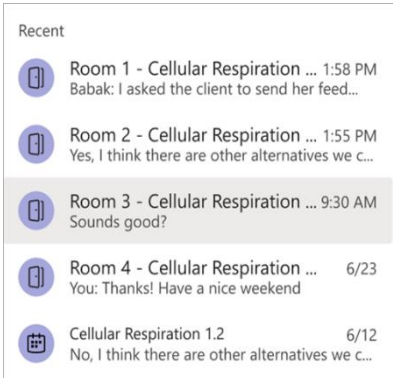 Recent
Room 1 - Cellular Respiration ... 1:58 PM
Babak: I asked the client to send her feed...
Room 2 - Cellular Respiration ... 1:55 PM
Yes, I think there are other alternatives we c...
Room 3 - Cellular Respiration ... 9:30 AM
Sounds good?
Room 4 - Cellular Respiration ... 6/23
You: Thanks! Have a nice weekend
Cellular Respiration 1.2 6/12
No, I think there are other alternatives we c...